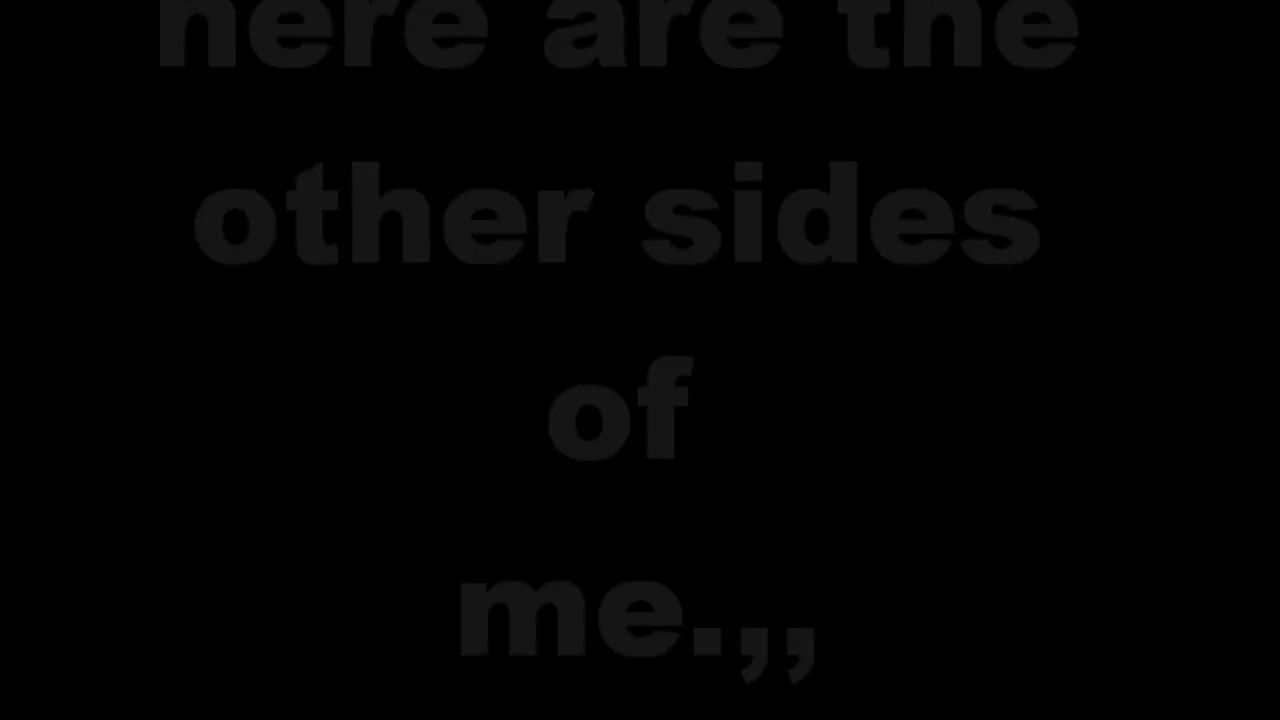 here are the
other sides
of
me.,,